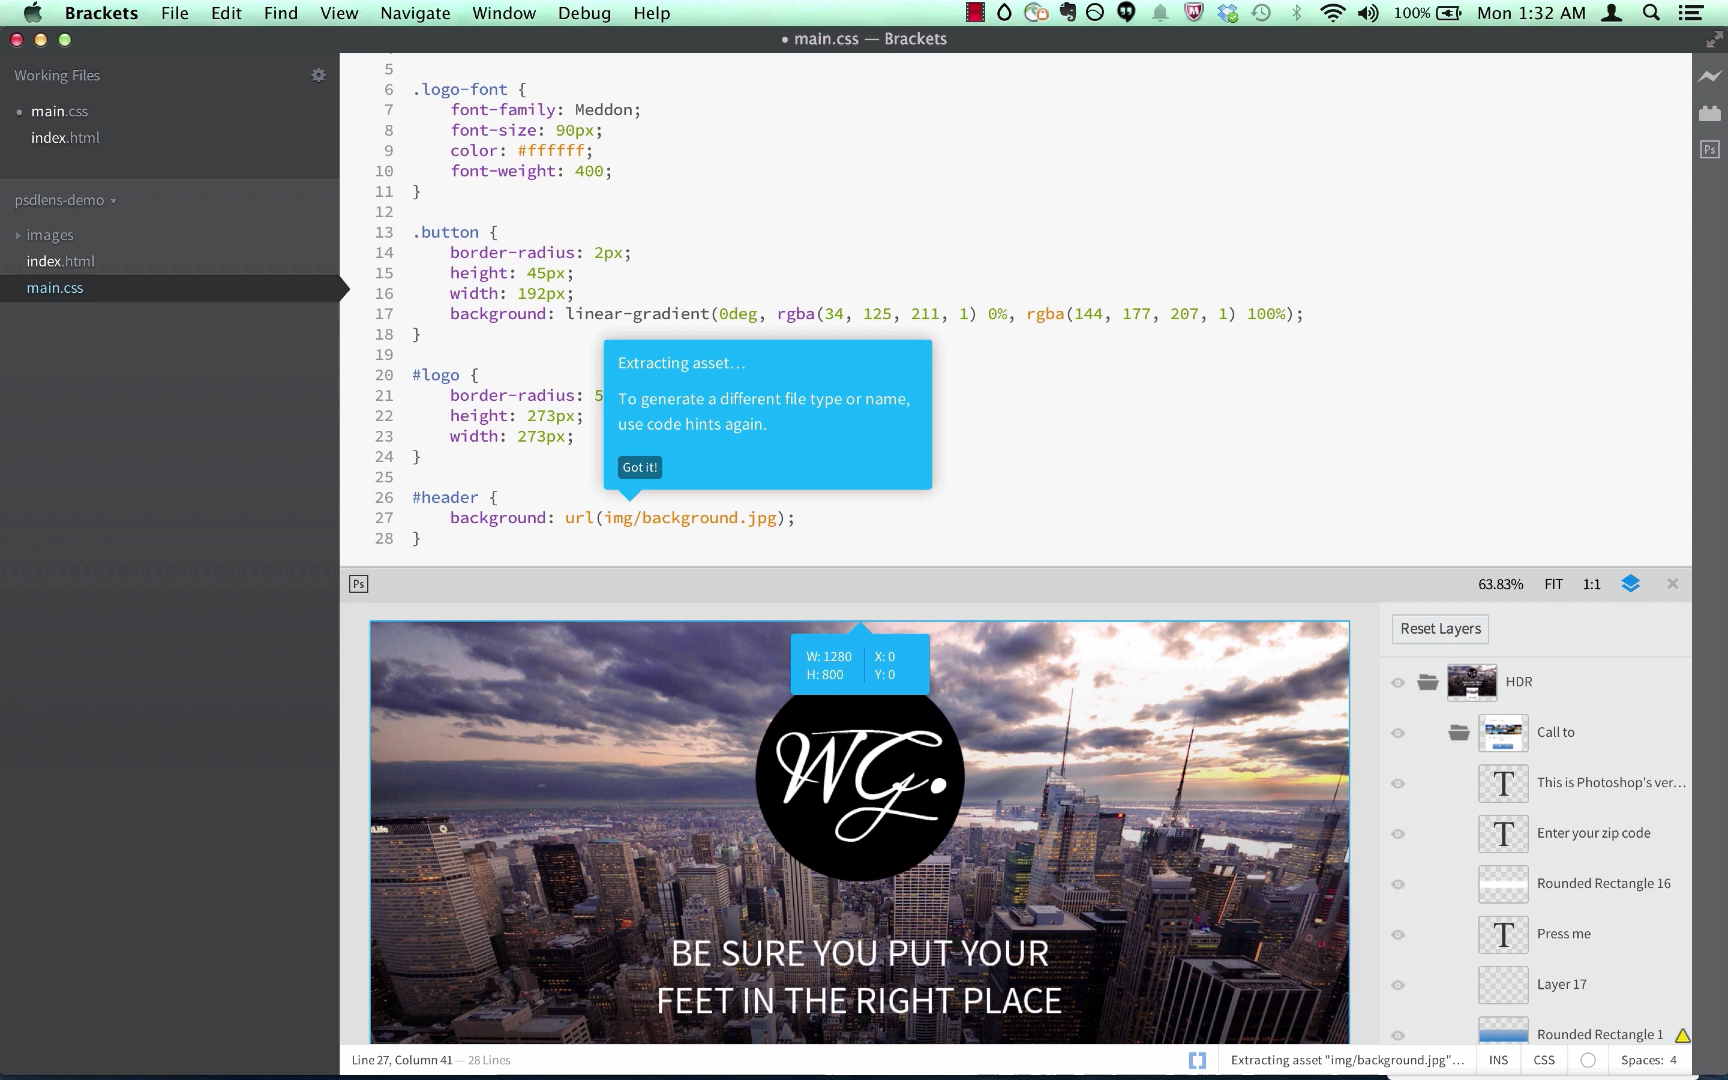 Brackets File Edit Find View Navigate Window Debug Help 100% Mon 1:32 AM
• main.css — Brackets
Working Files
• main.css
index.html
psdlens-demo
images
index.html
main.css
5
6 .logo-font {
7 font-family: Meddon;
8 font-size: 90px;
9 color: #ffffff;
10 font-weight: 400;
11 }
12
13 .button {
14 border-radius: 2px;
15 height: 45px;
16 width: 192px;
17 background: linear-gradient(0deg, rgba(34, 125, 211, 1) 0%, rgba(144, 177, 207, 1) 100%);
18 }
19
20 #logo {
21 border-radius: 5
22 height: 273px;
23 width: 273px;
24 }
25
26 #header {
27 background: url(img/background.jpg);
28 }
Extracting asset...
To generate a different file type or name,
use code hints again.
Got it!
Ps
Ps 63.83% FIT 1:1
W: 1280 X: 0
H: 800 Y: 0
WG.
BE SURE YOU PUT YOUR
FEET IN THE RIGHT PLACE
Reset Layers
HDR
Call to
T This is Photoshop's ver...
T Enter your zip code
Rounded Rectangle 16
T Press me
Layer 17
Rounded Rectangle 1
Line 27, Column 41 — 28 Lines Extracting asset "img/background.jpg"... INS CSS Spaces: 4